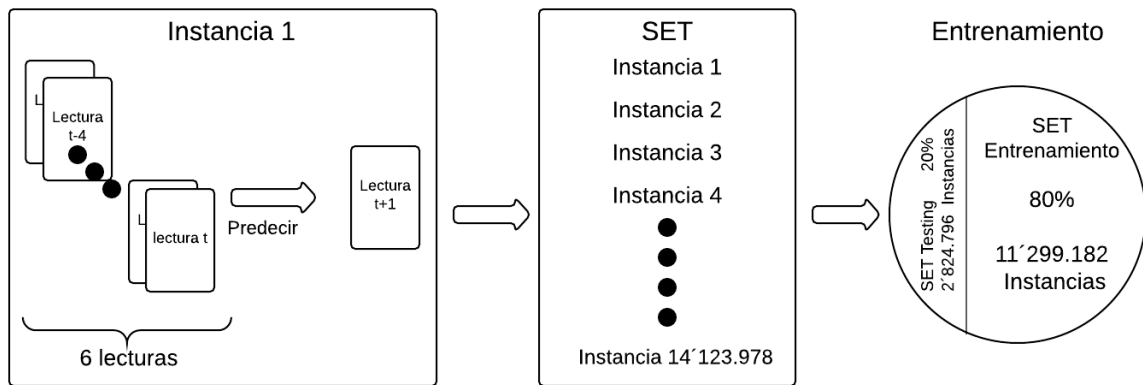 Instancia 1
L
Lectura
t-4
L
lectura t
Predecir
Lectura
t+1
6 lecturas
SET
Instancia 1
Instancia 2
Instancia 3
Instancia 4
Instancia 14´123.978
Entrenamiento
SET Testing 20%
2´824.796 Instancias
SET
Entrenamiento
80%
11´299.182
Instancias